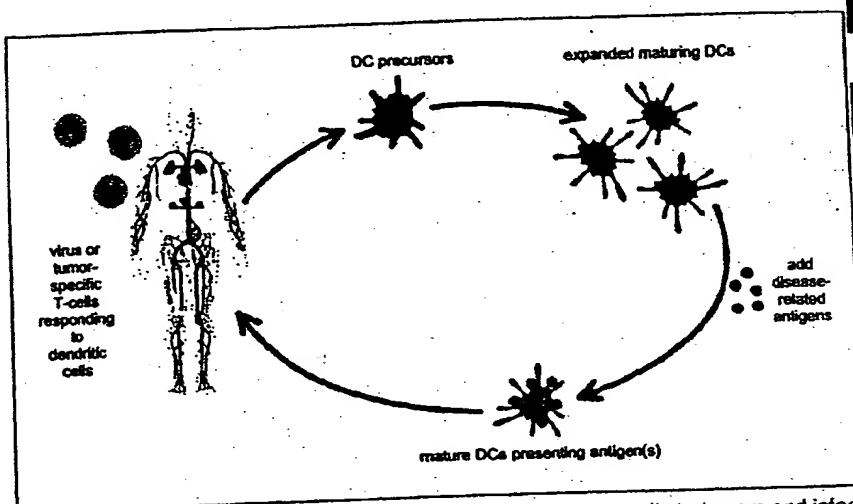 DC precursors
expanded maturing DCs
virus or
tumor-
specific
T-cells
responding
to
dendritic
cells
add
disease-
related
antigens
mature DCs presenting antigen(s)